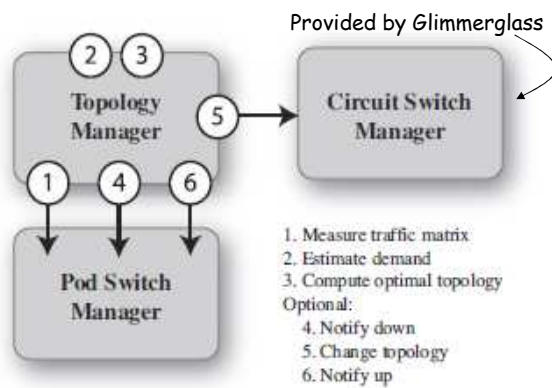 Provided by Glimmerglass
2 3
Topology
Manager
5
Circuit Switch
Manager
1 4 6
Pod Switch
Manager
1. Measure traffic matrix
2. Estimate demand
3. Compute optimal topology
Optional:
4. Notify down
5. Change topology
6. Notify up